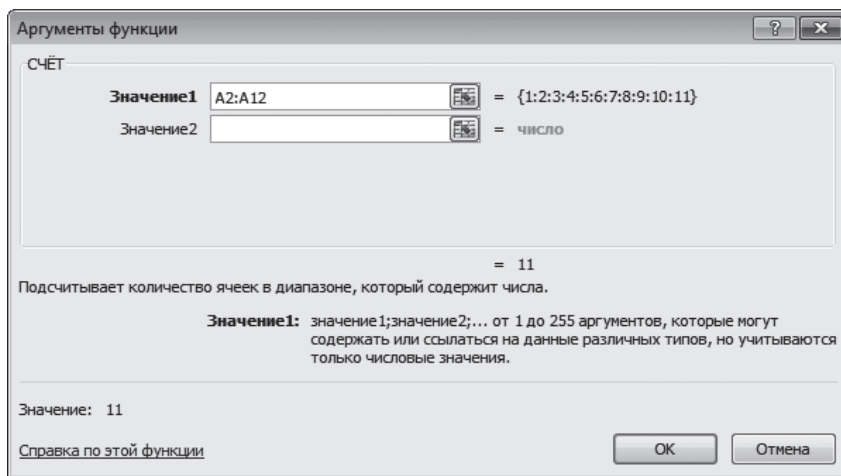 Аргументы функции
СЧЁТ
Значение1 A2:A12 = {1:2:3:4:5:6:7:8:9:10:11}
Значение2 = число
= 11
Подсчитывает количество ячеек в диапазоне, который содержит числа.
Значение1: значение1;значение2;... от 1 до 255 аргументов, которые могут
содержать или ссылаться на данные различных типов, но учитываются
только числовые значения.
Значение: 11
Справка по этой функции
ОК Отмена